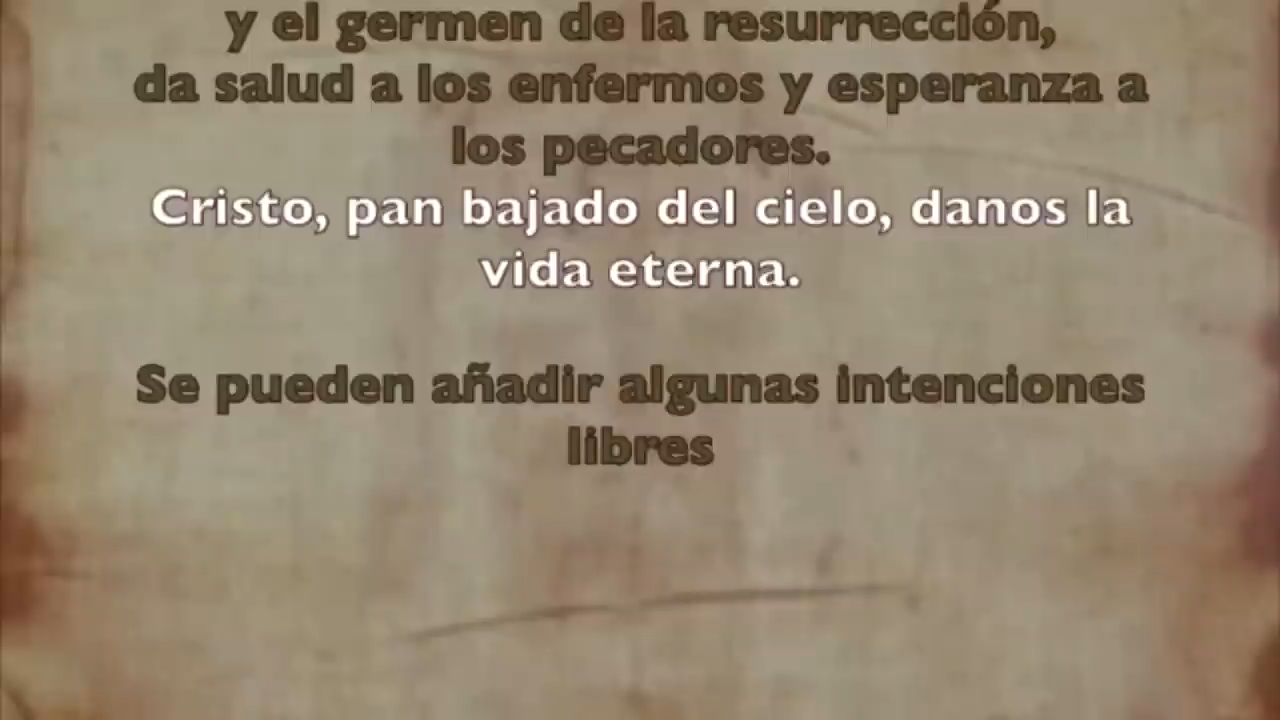 y el germen de la resurrección,
da salud a los enfermos y esperanza a
los pecadores.
Cristo, pan bajado del cielo, danos la
vida eterna.
Se pueden añadir algunas intenciones
libres